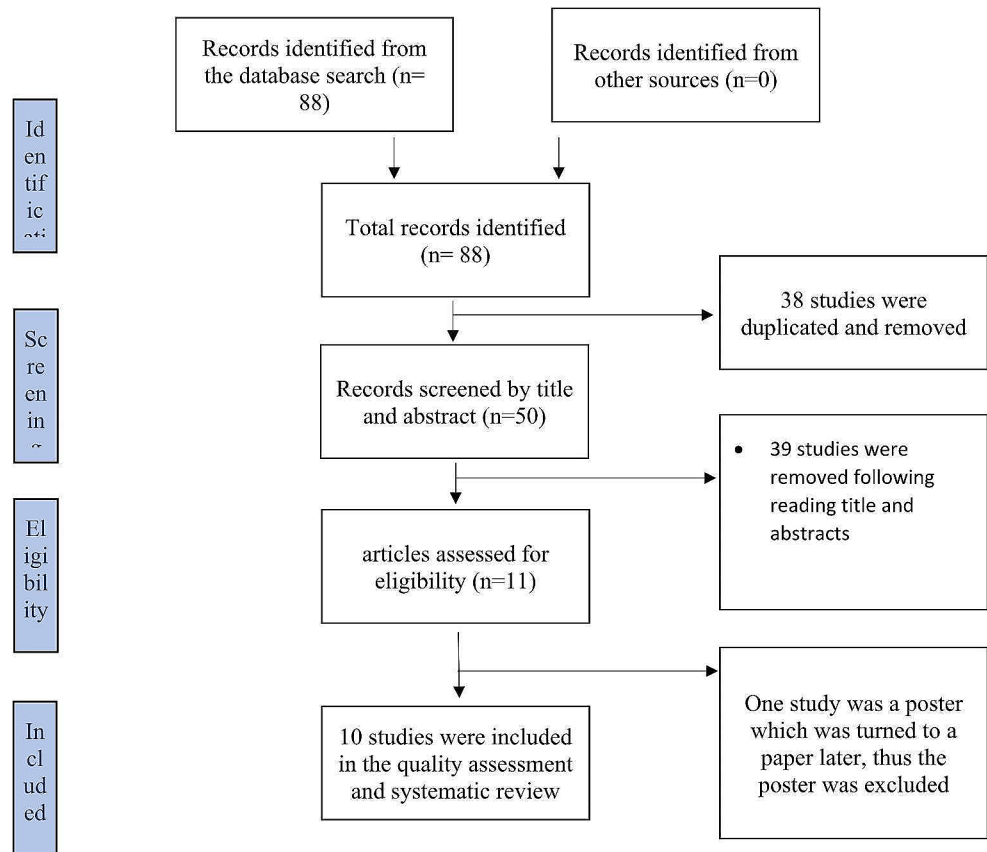 Records identified from
the database search (n=
88)
Records identified from
other sources (n=0)
Id
en
tif
ic
ati
Total records identified
(n= 88)
38 studies were
duplicated and removed
Sc
re
en
in
Records screened by title
and abstract (n=50)
• 39 studies were
removed following
reading title and
abstracts
El
igi
bil
ity
articles assessed for
eligibility (n=11)
One study was a poster
which was turned to a
paper later, thus the
poster was excluded
In
cl
ud
ed
10 studies were included
in the quality assessment
and systematic review